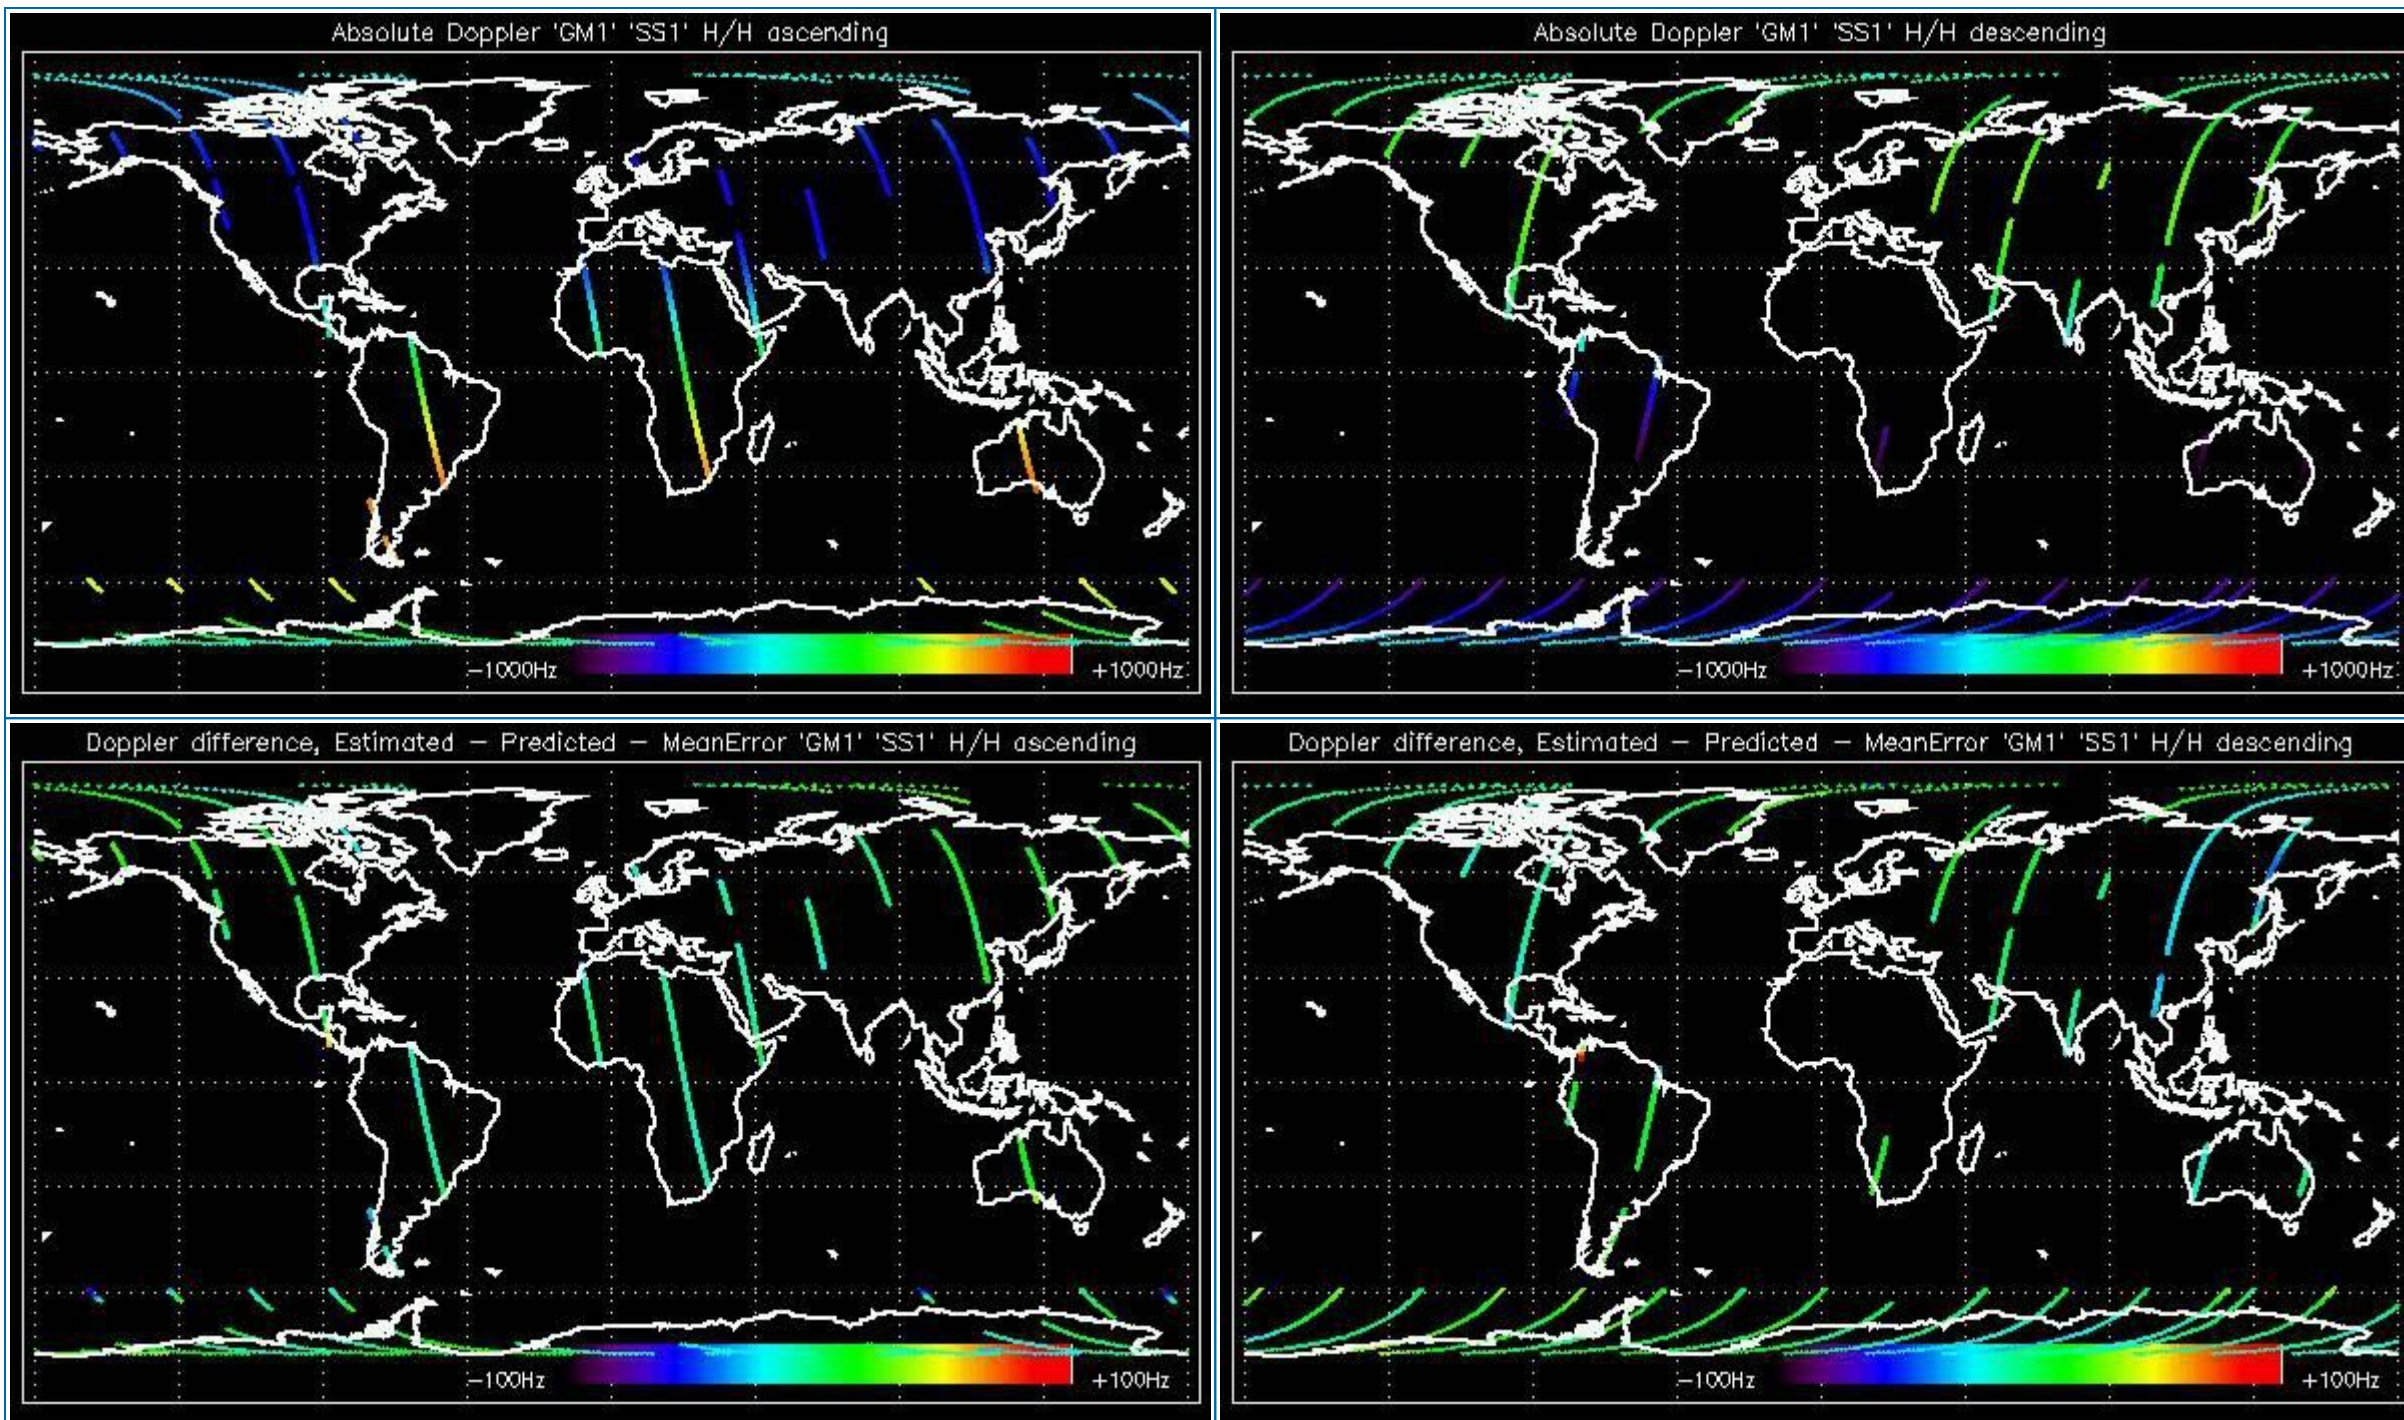 Absolute Doppler 'GM1' 'SS1' H/H ascending
−1000Hz
+1000Hz
Absolute Doppler 'GM1' 'SS1' H/H descending
−1000Hz
+1000Hz
Doppler difference, Estimated − Predicted − MeanError 'GM1' 'SS1' H/H ascending
−100Hz
+100Hz
Doppler difference, Estimated − Predicted − MeanError 'GM1' 'SS1' H/H descending
−100Hz
+100Hz